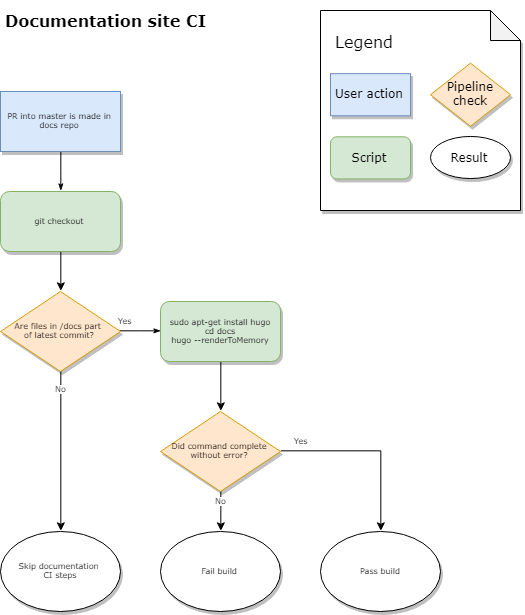 Documentation site CI
Legend
User action
Pipeline
check
Script
Result
PR into master is made in
docs repo
git checkout
Are files in /docs part
of latest commit?
Yes
No
sudo apt-get install hugo
cd docs
hugo --renderToMemory
Did command complete
without error?
Yes
No
Skip documentation
CI steps
Fail build
Pass build